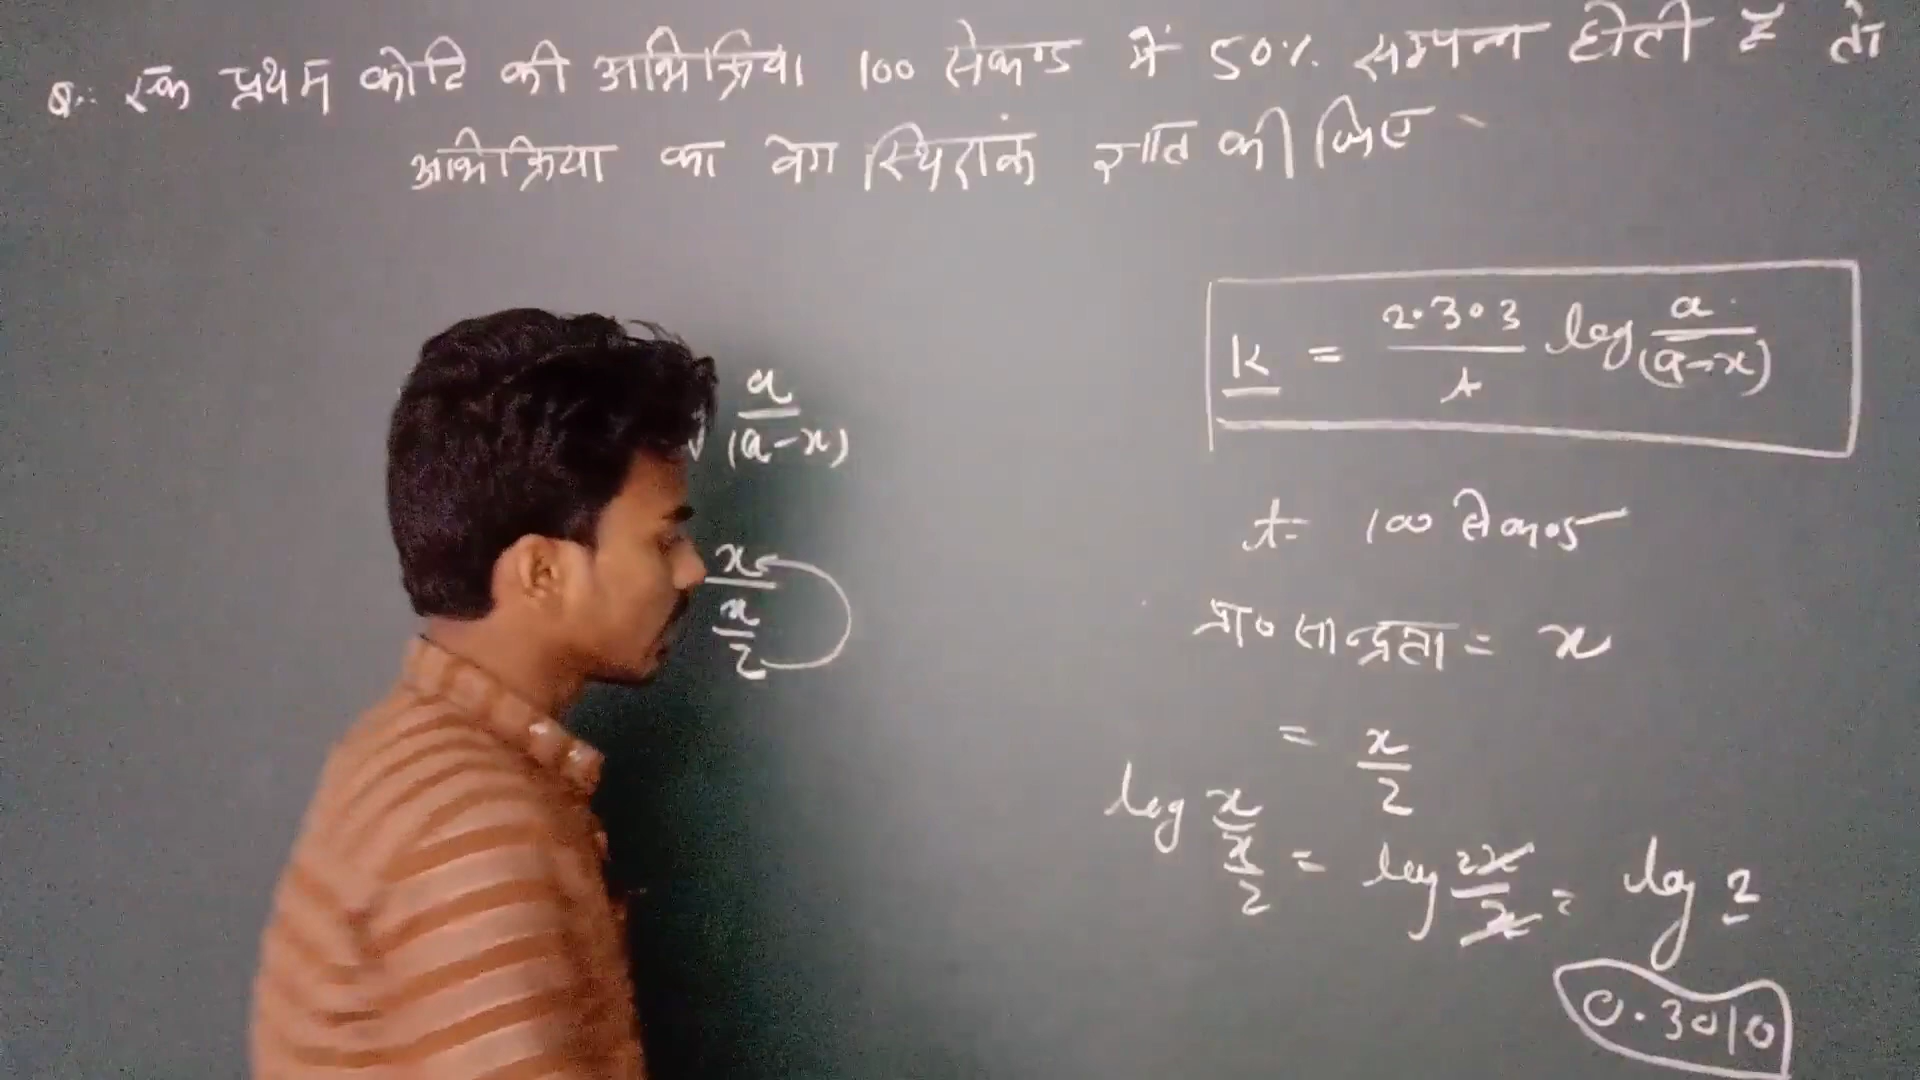 प्र:- एक प्रथम कोटि की अभिक्रिया 100 सेकण्ड में 50% सम्पन्न होती है तो
अभिक्रिया का वेग स्थिरांक ज्ञात कीजिए
K = 2.303/t log a/(a-x)
a/(a-x)
t = 100 सेकण्ड
x/(x/2)
प्रा० सान्द्रता = x
= x/2
log x/(x/2) = log 2x/x = log 2
0.3010